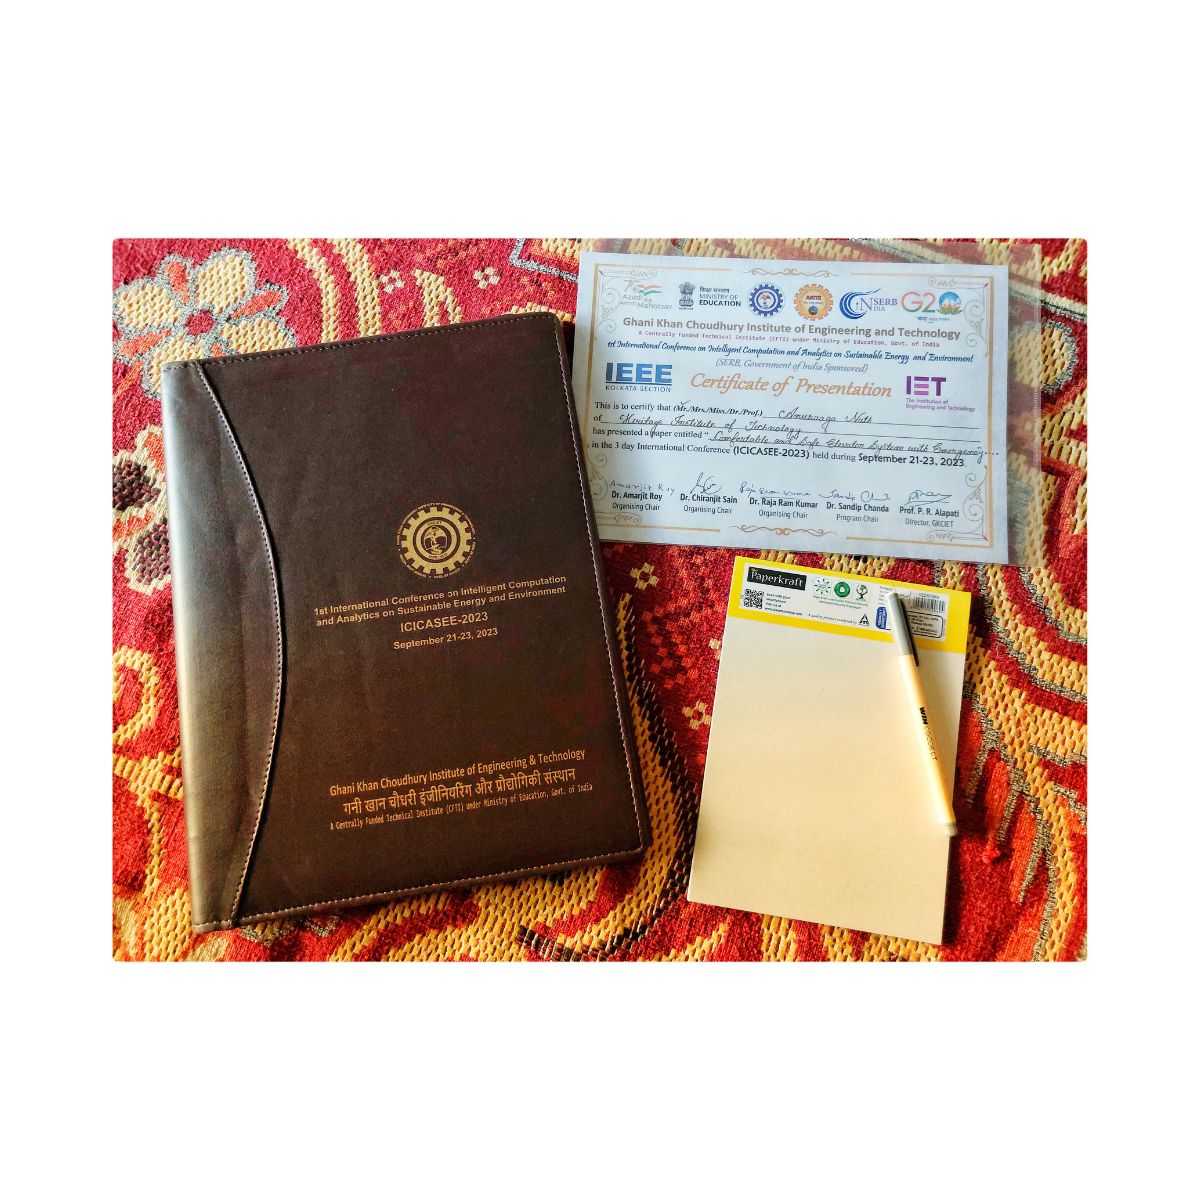 1st International Conference on Intelligent Computation
and Analytics on Sustainable Energy and Environment
ICICASEE-2023
September 21-23, 2023
Ghani Khan Choudhury Institute of Engineering & Technology
गनी खान चौधरी इंजीनियरिंग और प्रौद्योगिकी संस्थान
A Centrally Funded Technical Institute (CFTI) under Ministry of Education, Govt. of India
Azadi Ka
Amrit Mahotsav
शिक्षा मंत्रालय
MINISTRY OF
EDUCATION
AICTE
SERB
INDIA
G20
Ghani Khan Choudhury Institute of Engineering and Technology
A Centrally Funded Technical Institute (CFTI) under Ministry of Education, Govt. of India
1st International Conference on Intelligent Computation and Analytics on Sustainable Energy and Environment
(SERB, Government of India Sponsored)
IEEE
KOLKATA SECTION
Certificate of Presentation
IET
The Institution of
Engineering and Technology
This is to certify that (Mr./Mrs./Miss/Dr./Prof.) Anuraaga Nath
of Heritage Institute of Technology
has presented a paper entitled " Comfortable and Safe Elevator System with Emergency....
in the 3 day International Conference (ICICASEE-2023) held during September 21-23, 2023.
Amarjit Roy
Raja Ram Kumar
Dr. Amarjit Roy
Organising Chair
Dr. Chiranjit Sain
Organising Chair
Dr. Raja Ram Kumar
Organising Chair
Dr. Sandip Chanda
Program Chair
Prof. P. R. Alapati
Director, GKCIET
Paperkraft